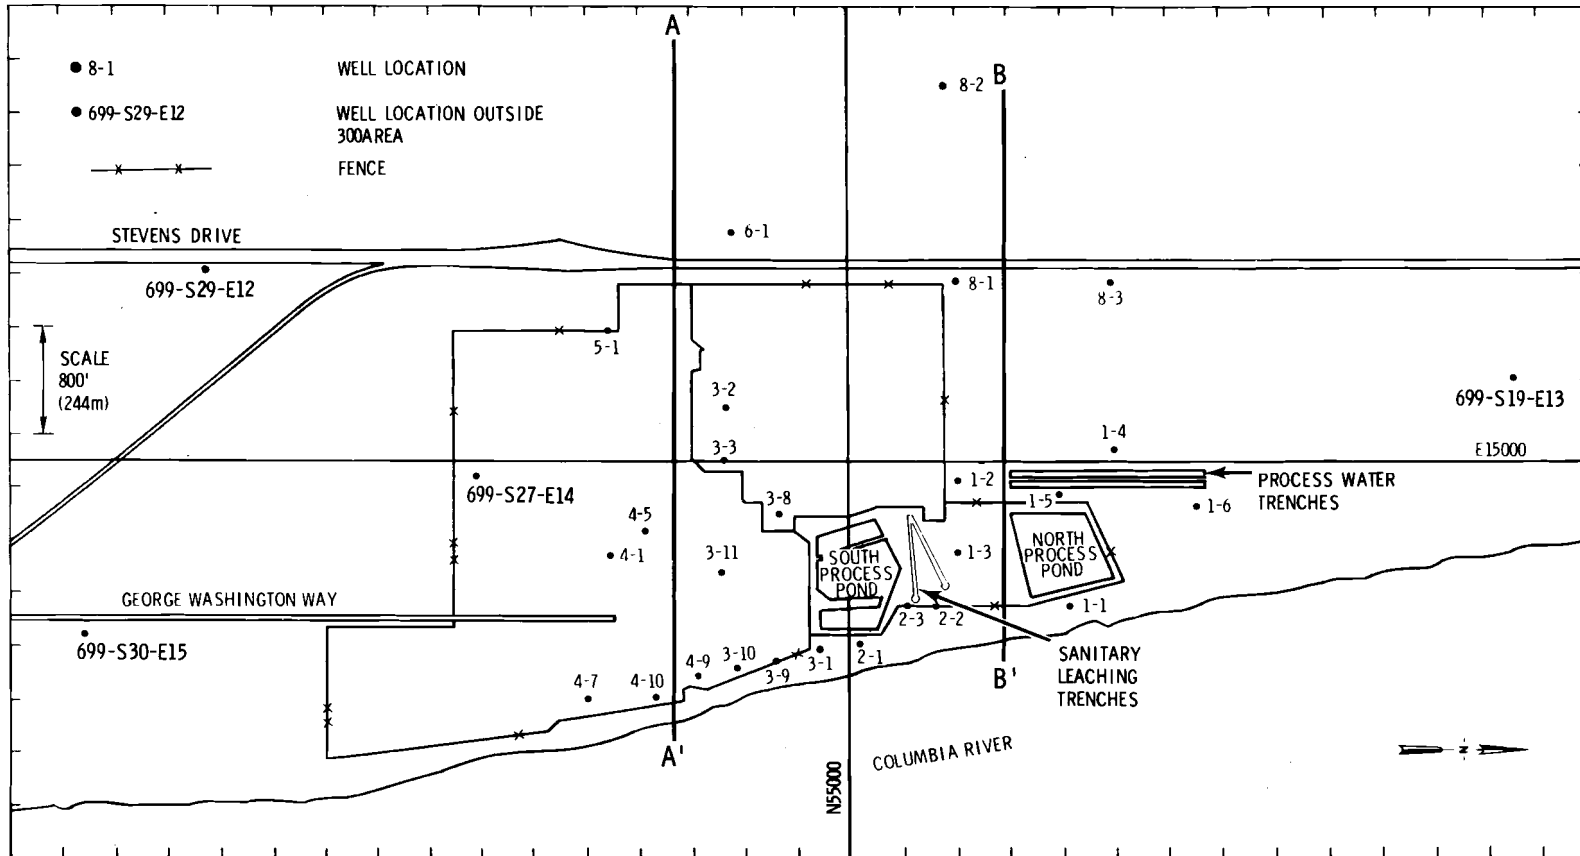 A
B
8-1
WELL LOCATION
8-2
699-S29-E12
WELL LOCATION OUTSIDE
300AREA
FENCE
6-1
STEVENS DRIVE
699-S29-E12
8-1
8-3
5-1
SCALE
800'
(244m)
3-2
699-S19-E13
3-3
1-4
E15000
699-S27-E14
1-2
PROCESS WATER
TRENCHES
3-8
1-5
1-6
4-5
4-1
3-11
SOUTH
PROCESS
POND
1-3
NORTH
PROCESS
POND
GEORGE WASHINGTON WAY
2-3
2-2
1-1
699-S30-E15
4-7
4-10
4-9
3-10
3-9
3-1
2-1
SANITARY
LEACHING
TRENCHES
B'
A'
N55000
COLUMBIA RIVER
N